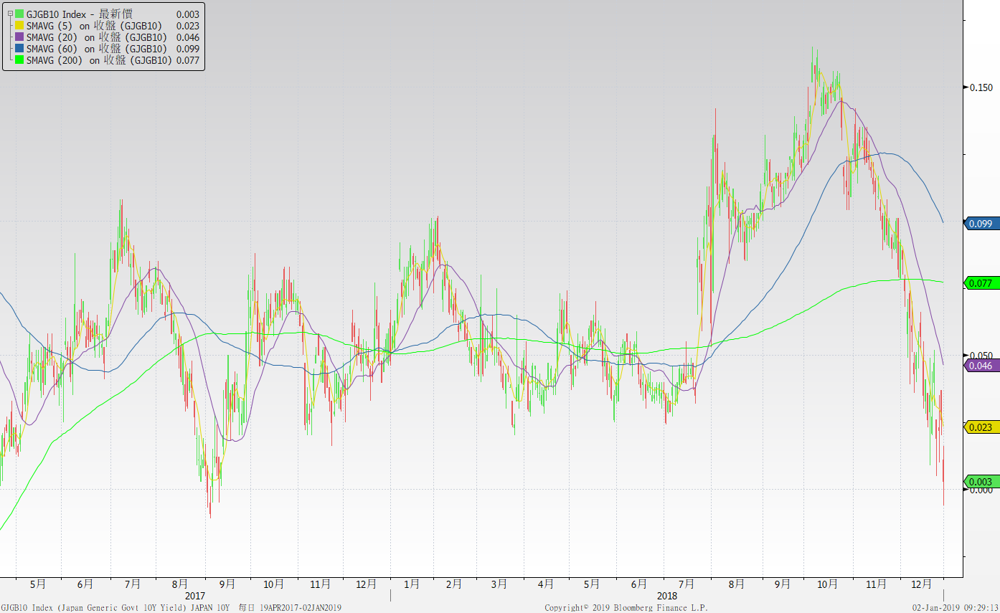 GJGB10 Index - 最新價 0.003
SMAVG (5) on 收盤 (GJGB10) 0.023
SMAVG (20) on 收盤 (GJGB10) 0.046
SMAVG (60) on 收盤 (GJGB10) 0.099
SMAVG (200) on 收盤 (GJGB10) 0.077
0.150
0.099
0.077
0.050
0.046
0.023
0.003
0.000
5月 6月 7月 8月 9月 10月 11月 12月 1月 2月 3月 4月 5月 6月 7月 8月 9月 10月 11月 12月
2017 2018
GJGB10 Index (Japan Generic Govt 10Y Yield) JAPAN 10Y 每日 19APR2017-02JAN2019 Copyright© 2019 Bloomberg Finance L.P. 02-Jan-2019 09:29:13